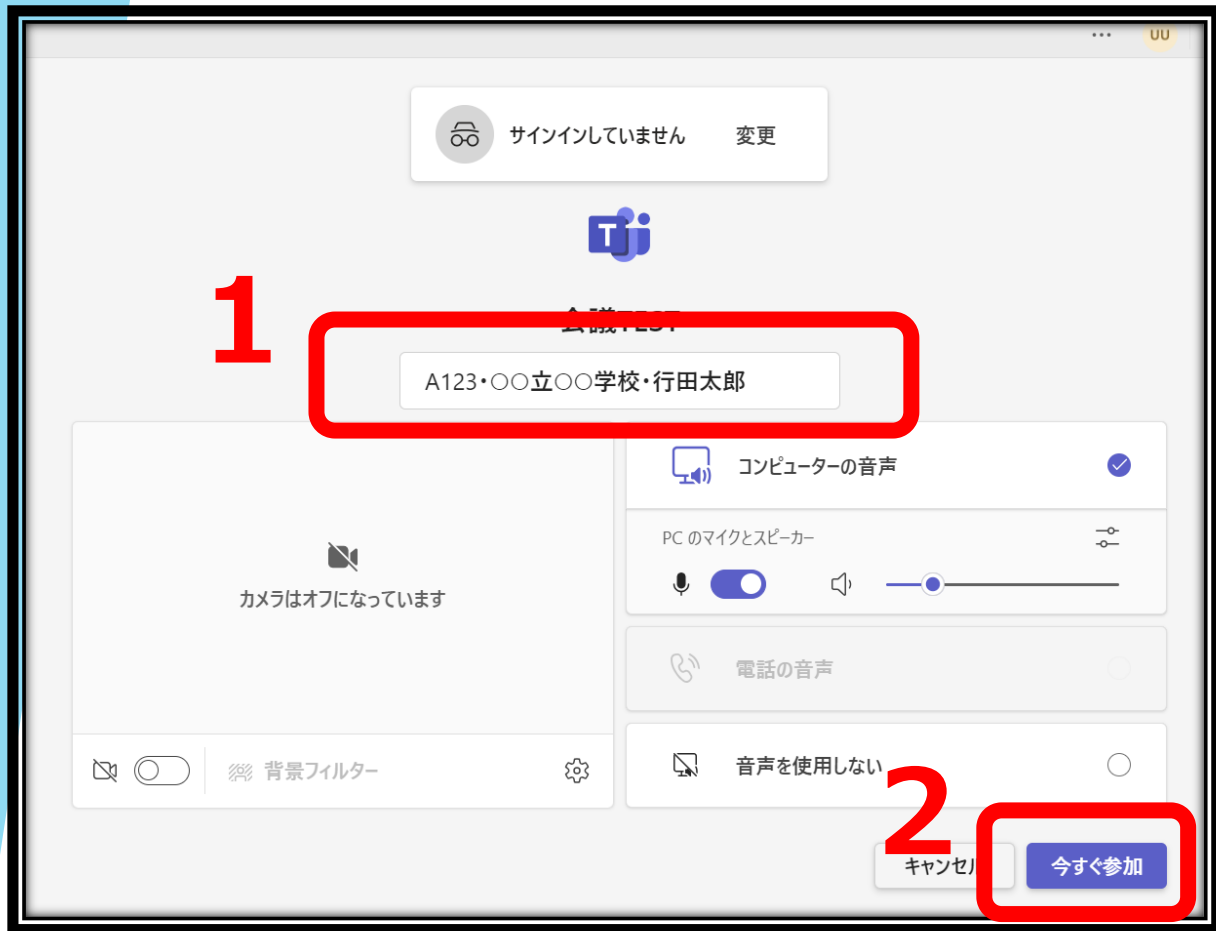 … UU
サインインしていません 変更
T
1
会議TEST
A123・○○立○○学校・行田太郎
コンピューターの音声
PC のマイクとスピーカー
カメラはオフになっています
電話の音声
背景フィルター
音声を使用しない
2
キャンセル
今すぐ参加